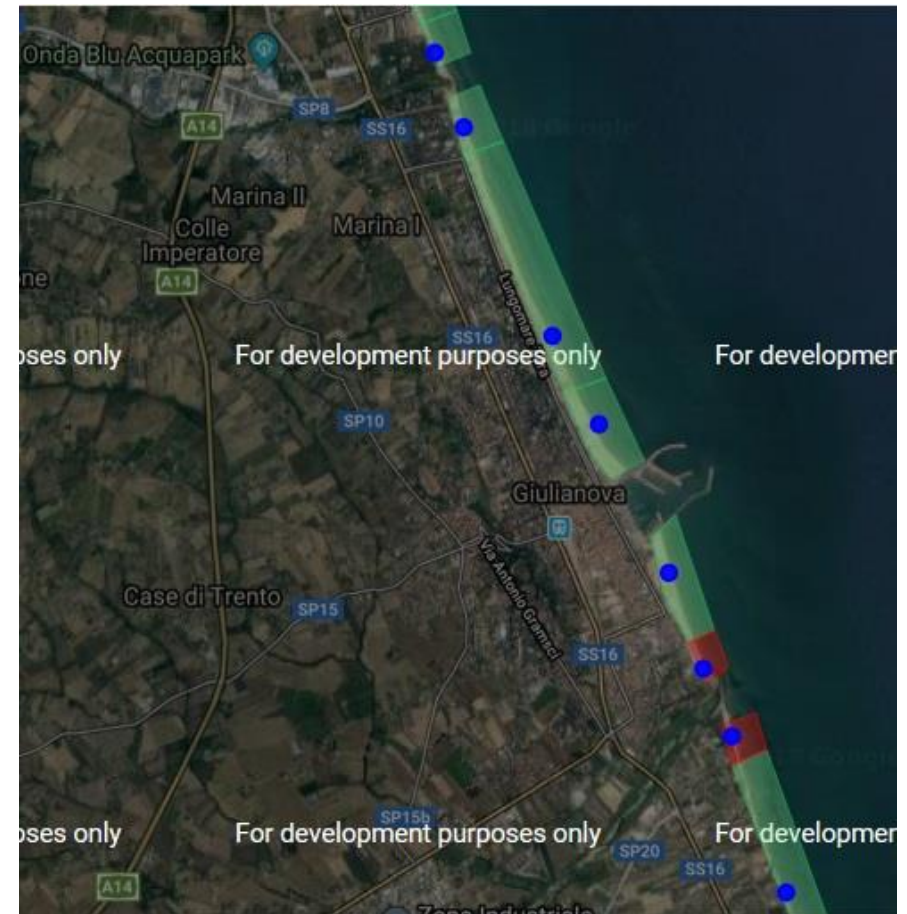 Onda Blu Acquapark
SP8
A14
SS16
Marina II
Marina I
Colle
Imperatore
A14
ne
Lungomare
SS16
oses only
For development purposes only
For developmen
SP10
Giulianova
Via Antonio Gramsci
Case di Trento
SP15
SS16
SP15b
oses only
For development purposes only
For developmen
SP20
SS16
A14
Zona Industriale